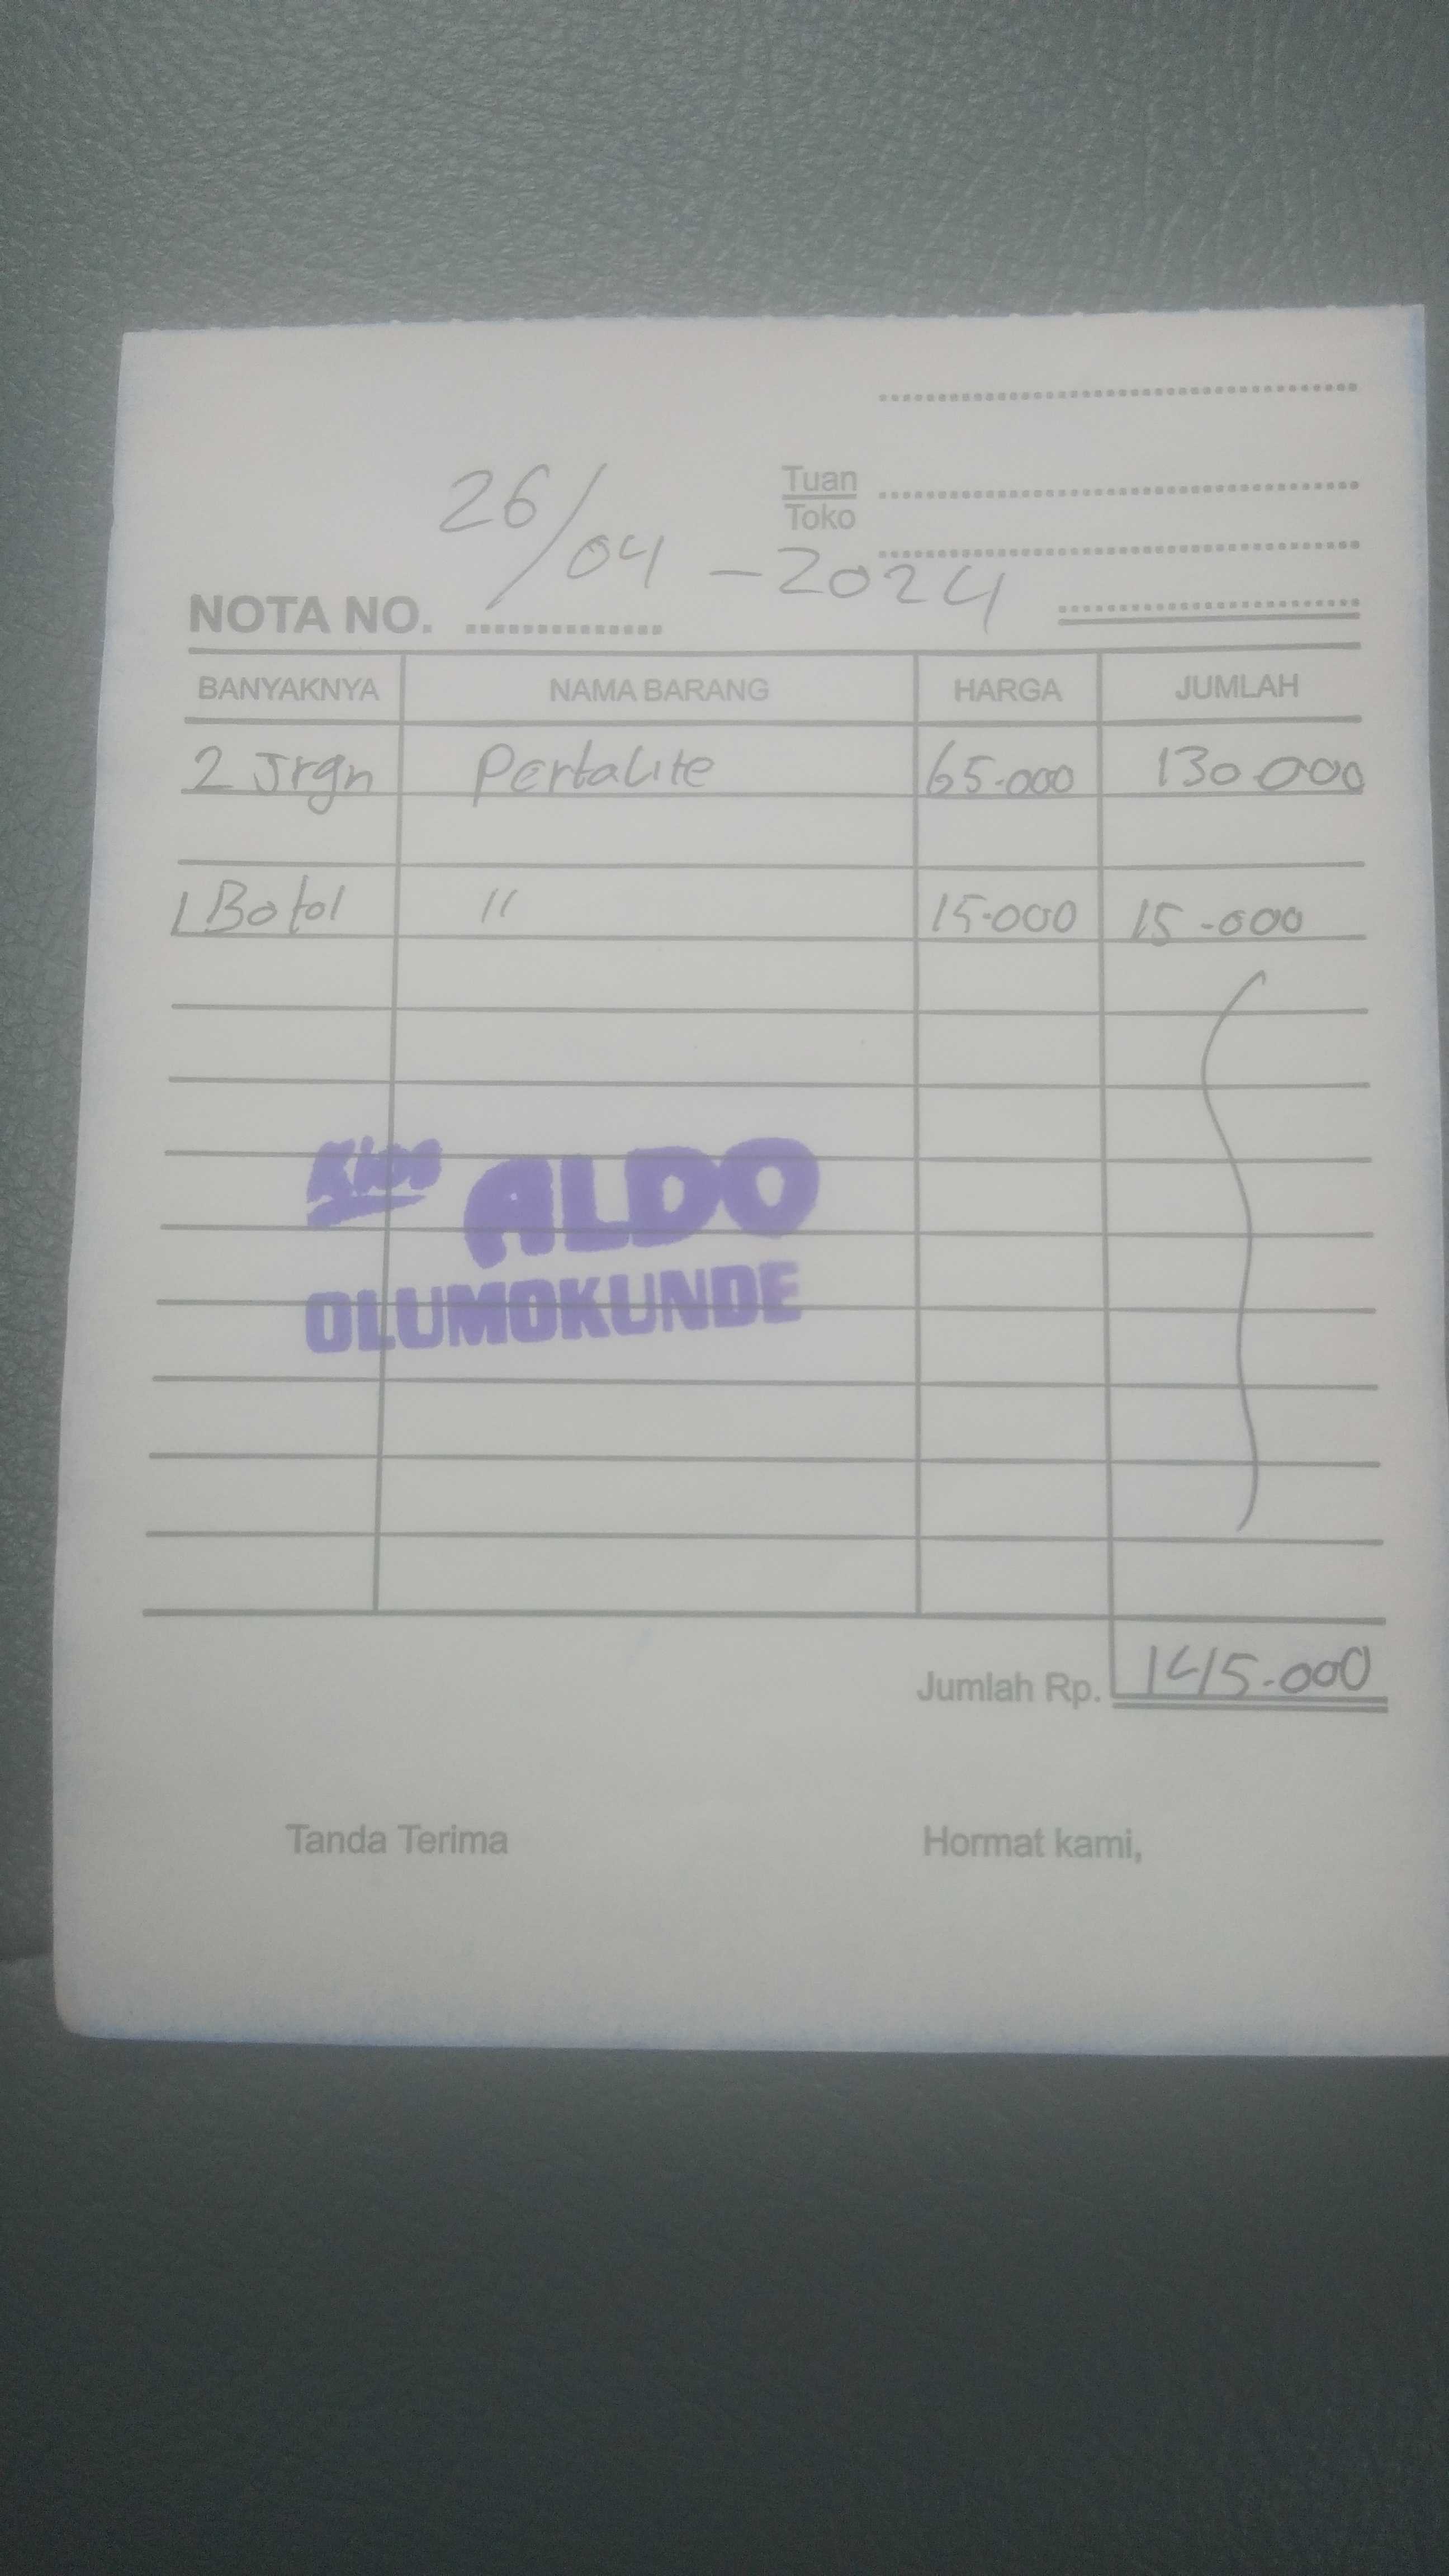 Tuan
Toko
26/04-2024
NOTA NO.
BANYAKNYA NAMA BARANG HARGA JUMLAH
2 Jrgn Pertalite 65.000 130.000
1 Botol " 15.000 15.000
Kios ALDO
OLUMOKUNDE
Jumlah Rp. 145.000
Tanda Terima Hormat kami,